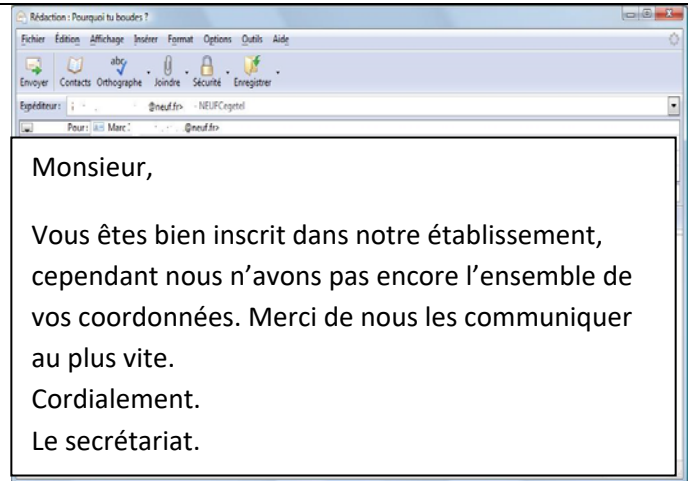 Rédaction : Pourquoi tu boudes ?
Fichier Édition Affichage Insérer Format Options Outils Aide
Envoyer Contacts Orthographe Joindre Sécurité Enregistrer
Expéditeur : @neuf.fr> - NEUFCegetel
Pour : Marc @neuf.fr>
Monsieur,
Vous êtes bien inscrit dans notre établissement,
cependant nous n’avons pas encore l’ensemble de
vos coordonnées. Merci de nous les communiquer
au plus vite.
Cordialement.
Le secrétariat.